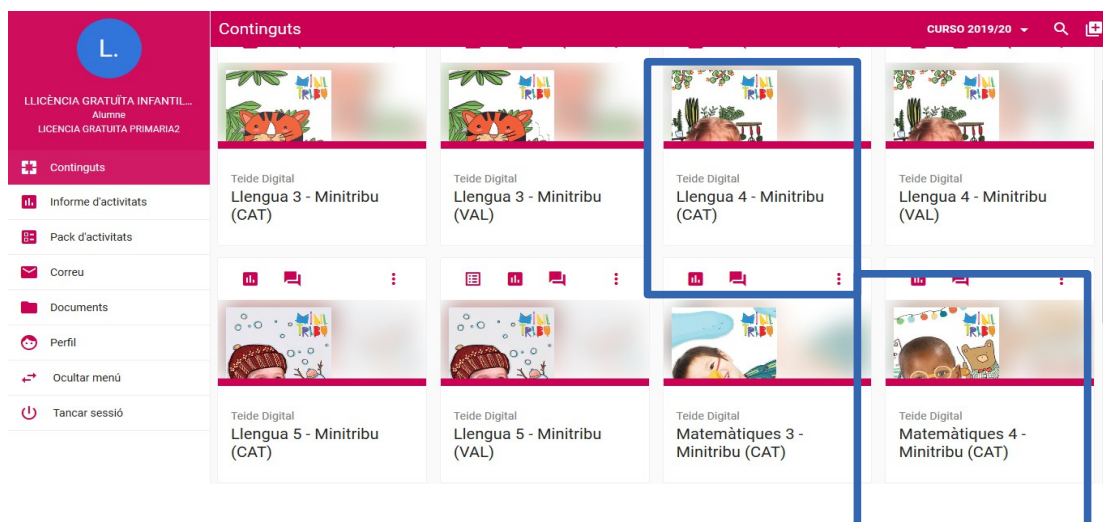 L.
LLICÈNCIA GRATUÏTA INFANTIL...
Alumne
LICENCIA GRATUITA PRIMARIA2
Continguts
Informe d'activitats
Pack d'activitats
Correu
Documents
Perfil
Ocultar menú
Tancar sessió
Continguts
CURSO 2019/20
MINI
TRIBU
Teide Digital
Llengua 3 - Minitribu
(CAT)
MINI
TRIBU
Teide Digital
Llengua 3 - Minitribu
(VAL)
MINI
TRIBU
Teide Digital
Llengua 4 - Minitribu
(CAT)
MINI
TRIBU
Teide Digital
Llengua 4 - Minitribu
(VAL)
MINI
TRIBU
Teide Digital
Llengua 5 - Minitribu
(CAT)
MINI
TRIBU
Teide Digital
Llengua 5 - Minitribu
(VAL)
MINI
TRIBU
Teide Digital
Matemàtiques 3 -
Minitribu (CAT)
MINI
TRIBU
Teide Digital
Matemàtiques 4 -
Minitribu (CAT)